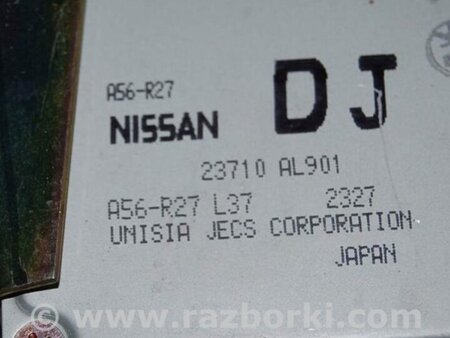 A56-R27
NISSAN DJ
23710 AL901
A56-R27 L37 2327
UNISIA JECS CORPORATION
JAPAN
© www.razborki.com